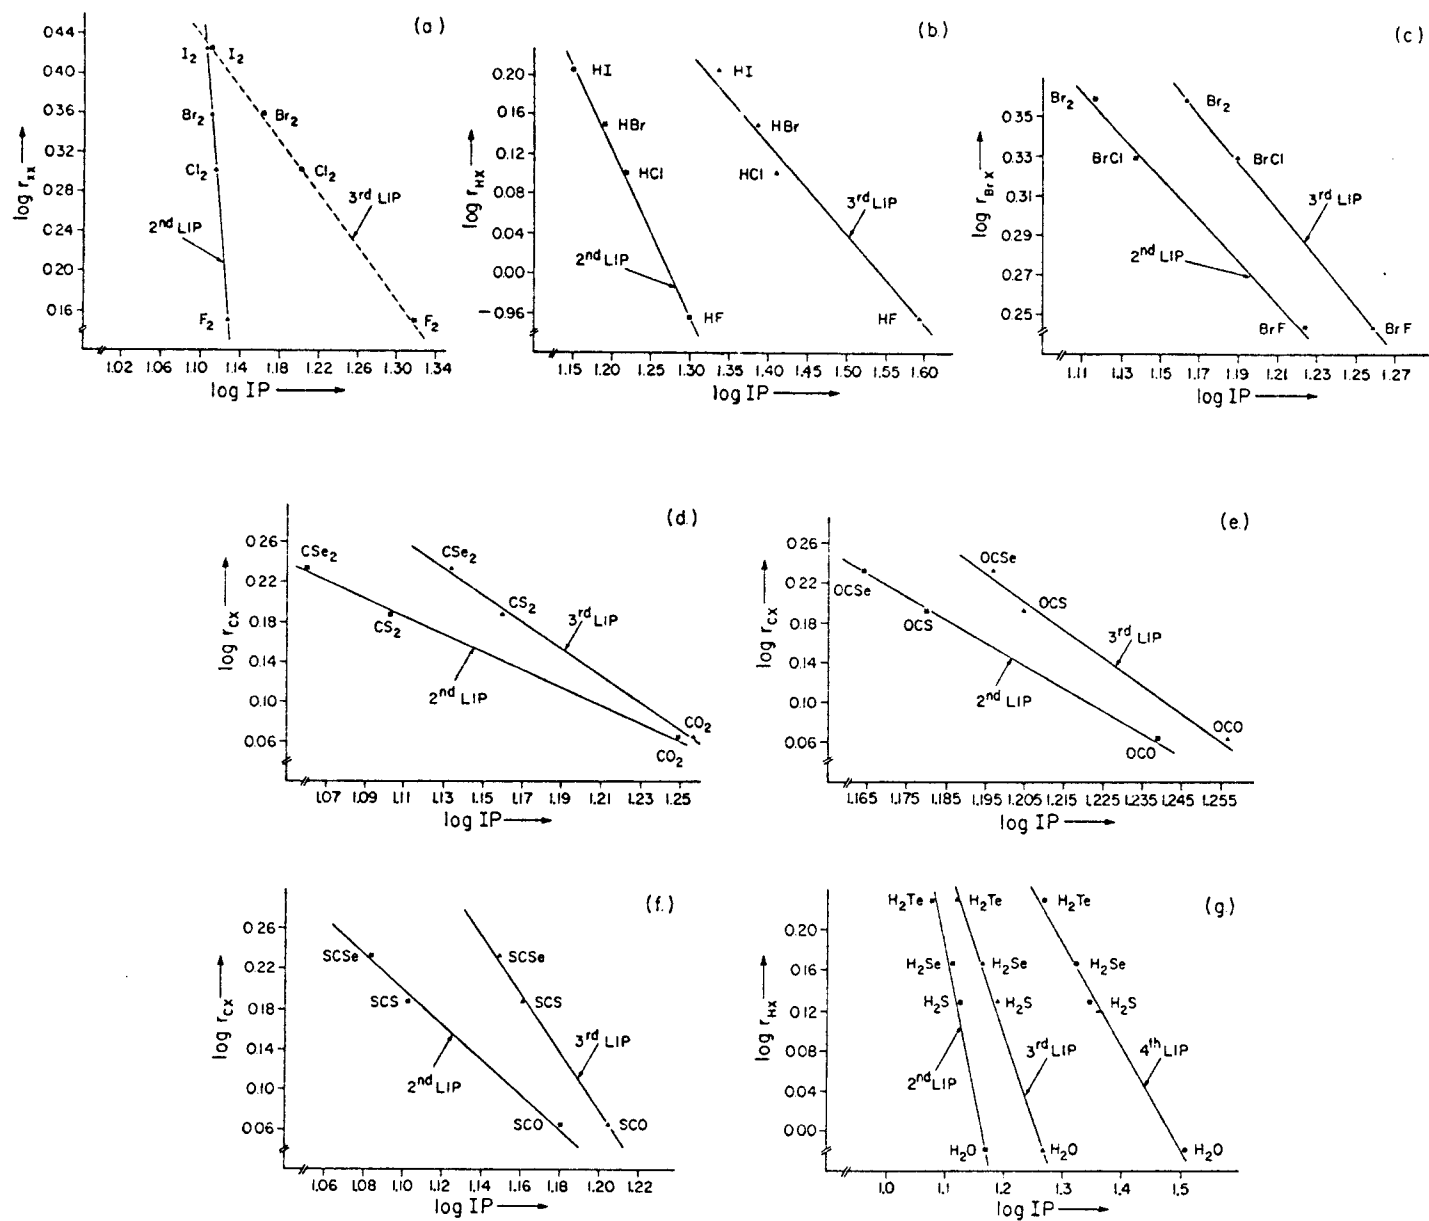 (a.)
0.44
I2 I2
0.40
0.36
Br2 Br2
0.32
Cl2 Cl2
0.28
3rd LIP
0.24
2nd LIP
0.20
0.16
F2 F2
log rxx
1.02 1.06 1.10 1.14 1.18 1.22 1.26 1.30 1.34
log IP
(b.)
0.20
HI HI
0.16
HBr HBr
0.12
HCl HCl
0.08
3rd LIP
0.04
2nd LIP
0.00
-0.96
HF HF
log rHX
1.15 1.20 1.25 1.30 1.35 1.40 1.45 1.50 1.55 1.60
log IP
(c.)
Br2 Br2
0.35
BrCl BrCl
0.33
0.31
3rd LIP
0.29
2nd LIP
0.27
0.25
BrF BrF
log rBrX
1.11 1.13 1.15 1.17 1.19 1.21 1.23 1.25 1.27
log IP
(d.)
0.26
CSe2 CSe2
0.22
CS2 CS2
0.18
3rd LIP
0.14
2nd LIP
0.10
CO2
0.06
CO2
log rCX
1.07 1.09 1.11 1.13 1.15 1.17 1.19 1.21 1.23 1.25
log IP
(e.)
0.26
OCSe
0.22
OCSe OCS
0.18
OCS
3rd LIP
0.14
2nd LIP
0.10
OCO
0.06
OCO
log rCX
1.165 1.175 1.185 1.195 1.205 1.215 1.225 1.235 1.245 1.255
log IP
(f.)
0.26
SCSe SCSe
0.22
SCS SCS
0.18
3rd LIP
0.14
2nd LIP
0.10
SCO SCO
0.06
log rCX
1.06 1.08 1.10 1.12 1.14 1.16 1.18 1.20 1.22
log IP
(g.)
H2Te H2Te H2Te
0.20
H2Se H2Se H2Se
0.16
H2S H2S H2S
0.12
0.08
2nd LIP 3rd LIP 4th LIP
0.04
0.00
H2O H2O H2O
log rHX
1.0 1.1 1.2 1.3 1.4 1.5
log IP